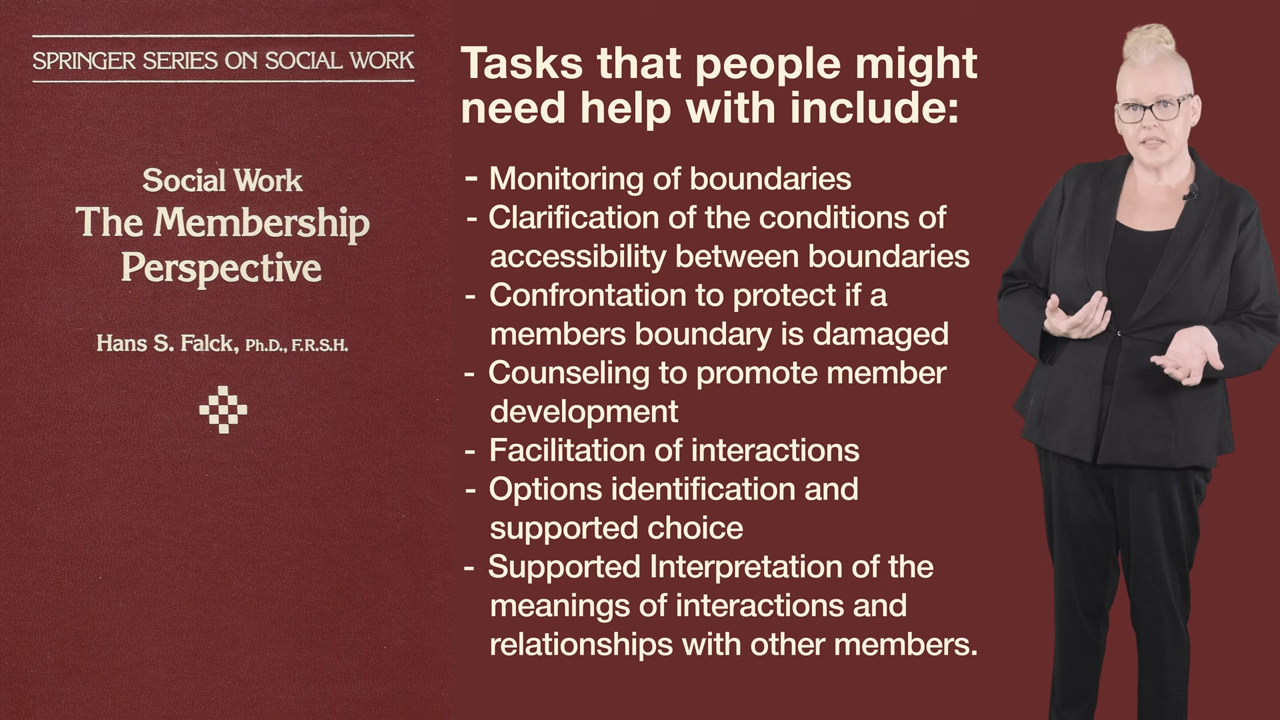 SPRINGER SERIES ON SOCIAL WORK
Social Work
The Membership
Perspective
Hans S. Falck, Ph.D., F.R.S.H.
Tasks that people might
need help with include:
- Monitoring of boundaries
- Clarification of the conditions of
accessibility between boundaries
- Confrontation to protect if a
members boundary is damaged
- Counseling to promote member
development
- Facilitation of interactions
- Options identification and
supported choice
- Supported Interpretation of the
meanings of interactions and
relationships with other members.